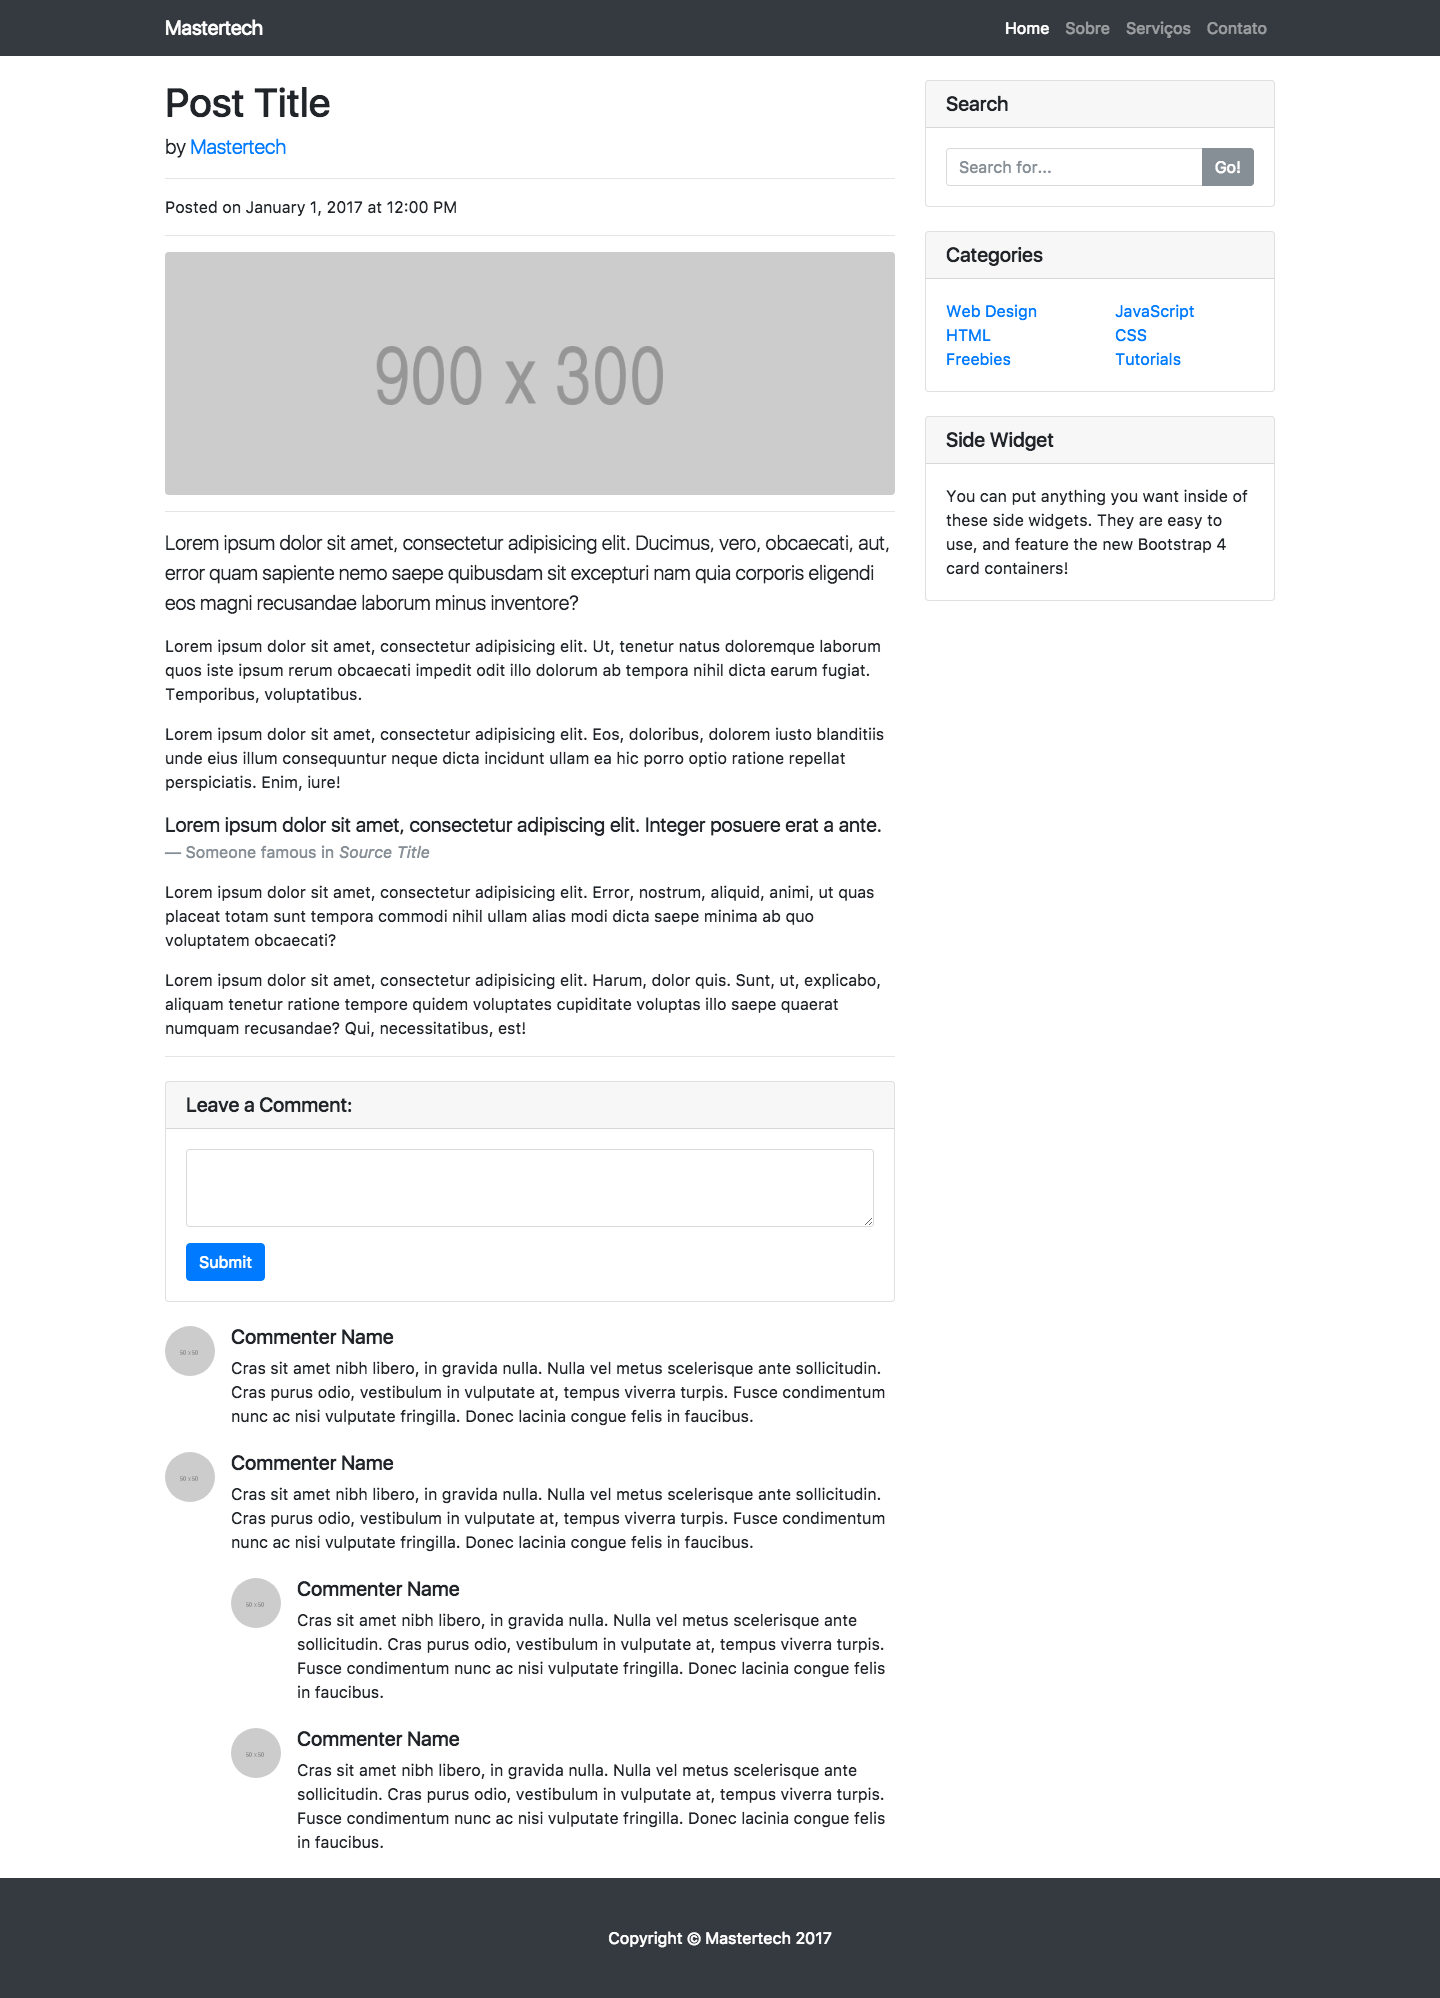 Mastertech
Home Sobre Serviços Contato
Post Title
by Mastertech
Posted on January 1, 2017 at 12:00 PM
900 x 300
Lorem ipsum dolor sit amet, consectetur adipisicing elit. Ducimus, vero, obcaecati, aut,
error quam sapiente nemo saepe quibusdam sit excepturi nam quia corporis eligendi
eos magni recusandae laborum minus inventore?
Lorem ipsum dolor sit amet, consectetur adipisicing elit. Ut, tenetur natus doloremque laborum
quos iste ipsum rerum obcaecati impedit odit illo dolorum ab tempora nihil dicta earum fugiat.
Temporibus, voluptatibus.
Lorem ipsum dolor sit amet, consectetur adipisicing elit. Eos, doloribus, dolorem iusto blanditiis
unde eius illum consequuntur neque dicta incidunt ullam ea hic porro optio ratione repellat
perspiciatis. Enim, iure!
Lorem ipsum dolor sit amet, consectetur adipiscing elit. Integer posuere erat a ante.
— Someone famous in Source Title
Lorem ipsum dolor sit amet, consectetur adipisicing elit. Error, nostrum, aliquid, animi, ut quas
placeat totam sunt tempora commodi nihil ullam alias modi dicta saepe minima ab quo
voluptatem obcaecati?
Lorem ipsum dolor sit amet, consectetur adipisicing elit. Harum, dolor quis. Sunt, ut, explicabo,
aliquam tenetur ratione tempore quidem voluptates cupiditate voluptas illo saepe quaerat
numquam recusandae? Qui, necessitatibus, est!
Leave a Comment:
Submit
50 x 50
Commenter Name
Cras sit amet nibh libero, in gravida nulla. Nulla vel metus scelerisque ante sollicitudin.
Cras purus odio, vestibulum in vulputate at, tempus viverra turpis. Fusce condimentum
nunc ac nisi vulputate fringilla. Donec lacinia congue felis in faucibus.
50 x 50
Commenter Name
Cras sit amet nibh libero, in gravida nulla. Nulla vel metus scelerisque ante sollicitudin.
Cras purus odio, vestibulum in vulputate at, tempus viverra turpis. Fusce condimentum
nunc ac nisi vulputate fringilla. Donec lacinia congue felis in faucibus.
50 x 50
Commenter Name
Cras sit amet nibh libero, in gravida nulla. Nulla vel metus scelerisque ante
sollicitudin. Cras purus odio, vestibulum in vulputate at, tempus viverra turpis.
Fusce condimentum nunc ac nisi vulputate fringilla. Donec lacinia congue felis
in faucibus.
50 x 50
Commenter Name
Cras sit amet nibh libero, in gravida nulla. Nulla vel metus scelerisque ante
sollicitudin. Cras purus odio, vestibulum in vulputate at, tempus viverra turpis.
Fusce condimentum nunc ac nisi vulputate fringilla. Donec lacinia congue felis
in faucibus.
Search
Search for...
Go!
Categories
Web Design
HTML
Freebies
JavaScript
CSS
Tutorials
Side Widget
You can put anything you want inside of
these side widgets. They are easy to
use, and feature the new Bootstrap 4
card containers!
Copyright © Mastertech 2017